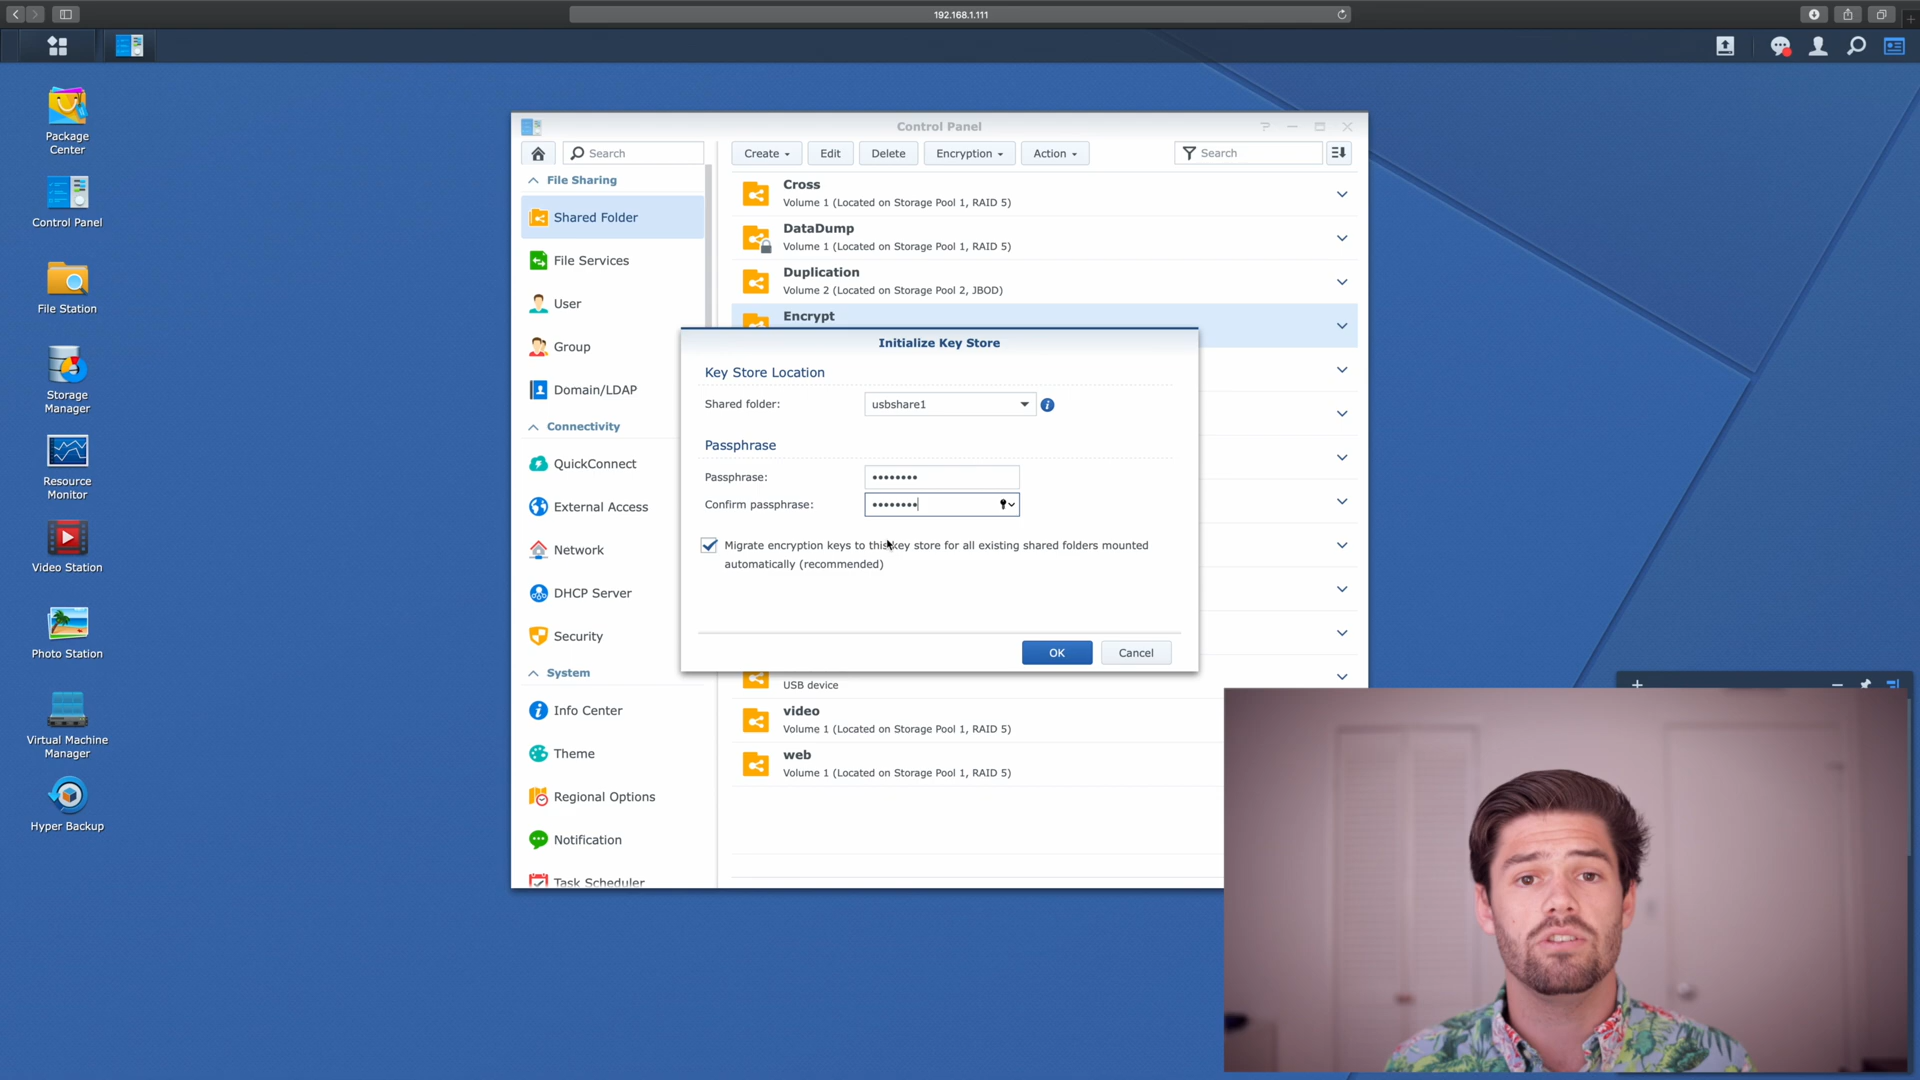 192.168.1.111
Package
Center
Control Panel
File Station
Storage
Manager
Resource
Monitor
Video Station
Photo Station
Virtual Machine
Manager
Hyper Backup
Control Panel
Search
Create
Edit
Delete
Encryption
Action
Search
File Sharing
Shared Folder
File Services
User
Group
Domain/LDAP
Connectivity
QuickConnect
External Access
Network
DHCP Server
Security
System
Info Center
Theme
Regional Options
Notification
Task Scheduler
Cross
Volume 1 (Located on Storage Pool 1, RAID 5)
DataDump
Volume 1 (Located on Storage Pool 1, RAID 5)
Duplication
Volume 2 (Located on Storage Pool 2, JBOD)
Encrypt
Initialize Key Store
Key Store Location
Shared folder:
usbshare1
Passphrase
Passphrase:
••••••••
Confirm passphrase:
••••••••
Migrate encryption keys to this key store for all existing shared folders mounted
automatically (recommended)
OK
Cancel
USB device
video
Volume 1 (Located on Storage Pool 1, RAID 5)
web
Volume 1 (Located on Storage Pool 1, RAID 5)